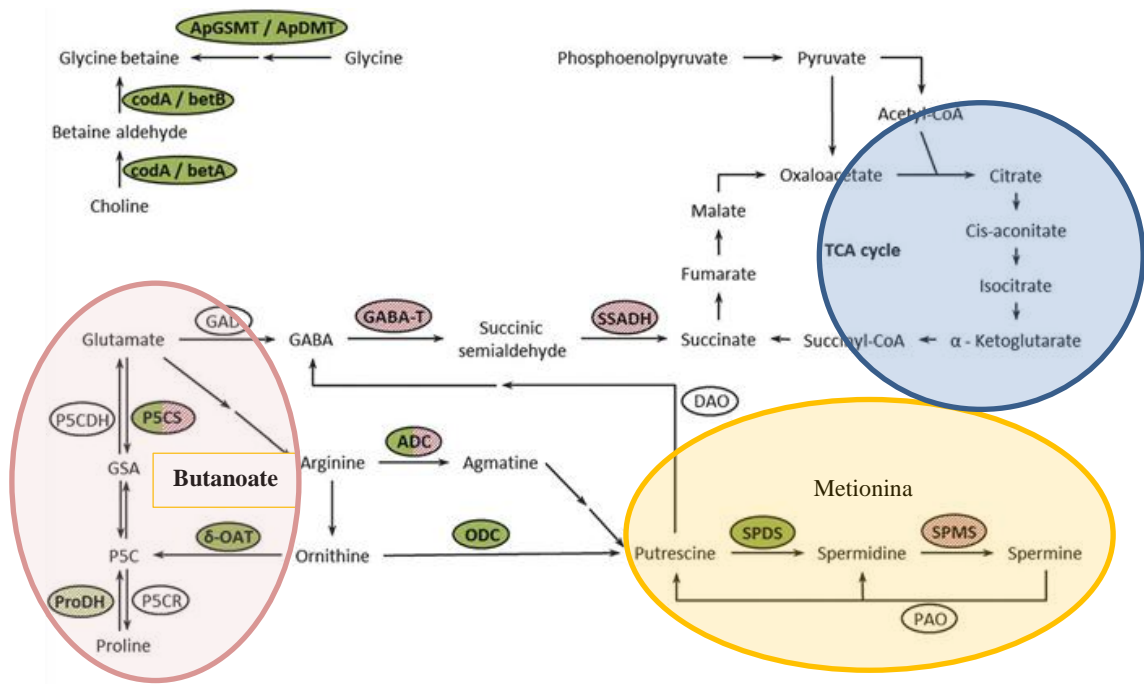 ApGSMT / ApDMT
Glycine betaine
Glycine
codA / betB
Betaine aldehyde
codA / betA
Choline
Phosphoenolpyruvate
Pyruvate
Acetyl-CoA
Oxaloacetate
Citrate
Malate
Cis-aconitate
TCA cycle
Fumarate
Isocitrate
Glutamate
GAD
GABA
GABA-T
Succinic
semialdehyde
SSADH
Succinate
Succinyl-CoA
α - Ketoglutarate
DAO
P5CDH
P5CS
ADC
GSA
Butanoate
Arginine
Agmatine
Metionina
δ-OAT
ODC
SPDS
SPMS
P5C
Ornithine
Putrescine
Spermidine
Spermine
ProDH
P5CR
PAO
Proline